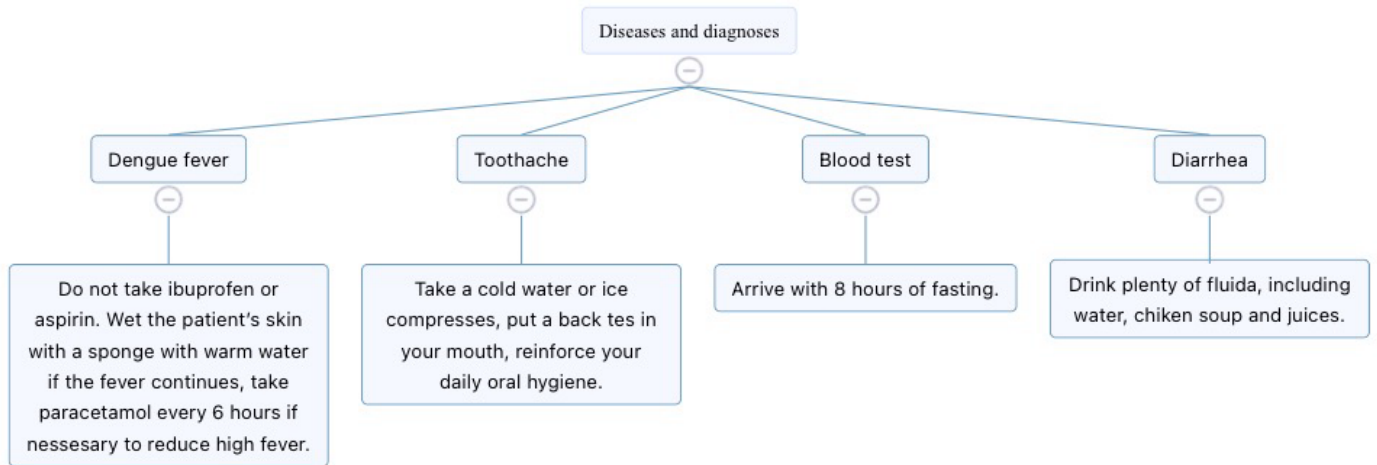 Diseases and diagnoses
Dengue fever
Toothache
Blood test
Diarrhea
Do not take ibuprofen or
aspirin. Wet the patient's skin
with a sponge with warm water
if the fever continues, take
paracetamol every 6 hours if
nessesary to reduce high fever.
Take a cold water or ice
compresses, put a back tes in
your mouth, reinforce your
daily oral hygiene.
Arrive with 8 hours of fasting.
Drink plenty of fluida, including
water, chiken soup and juices.